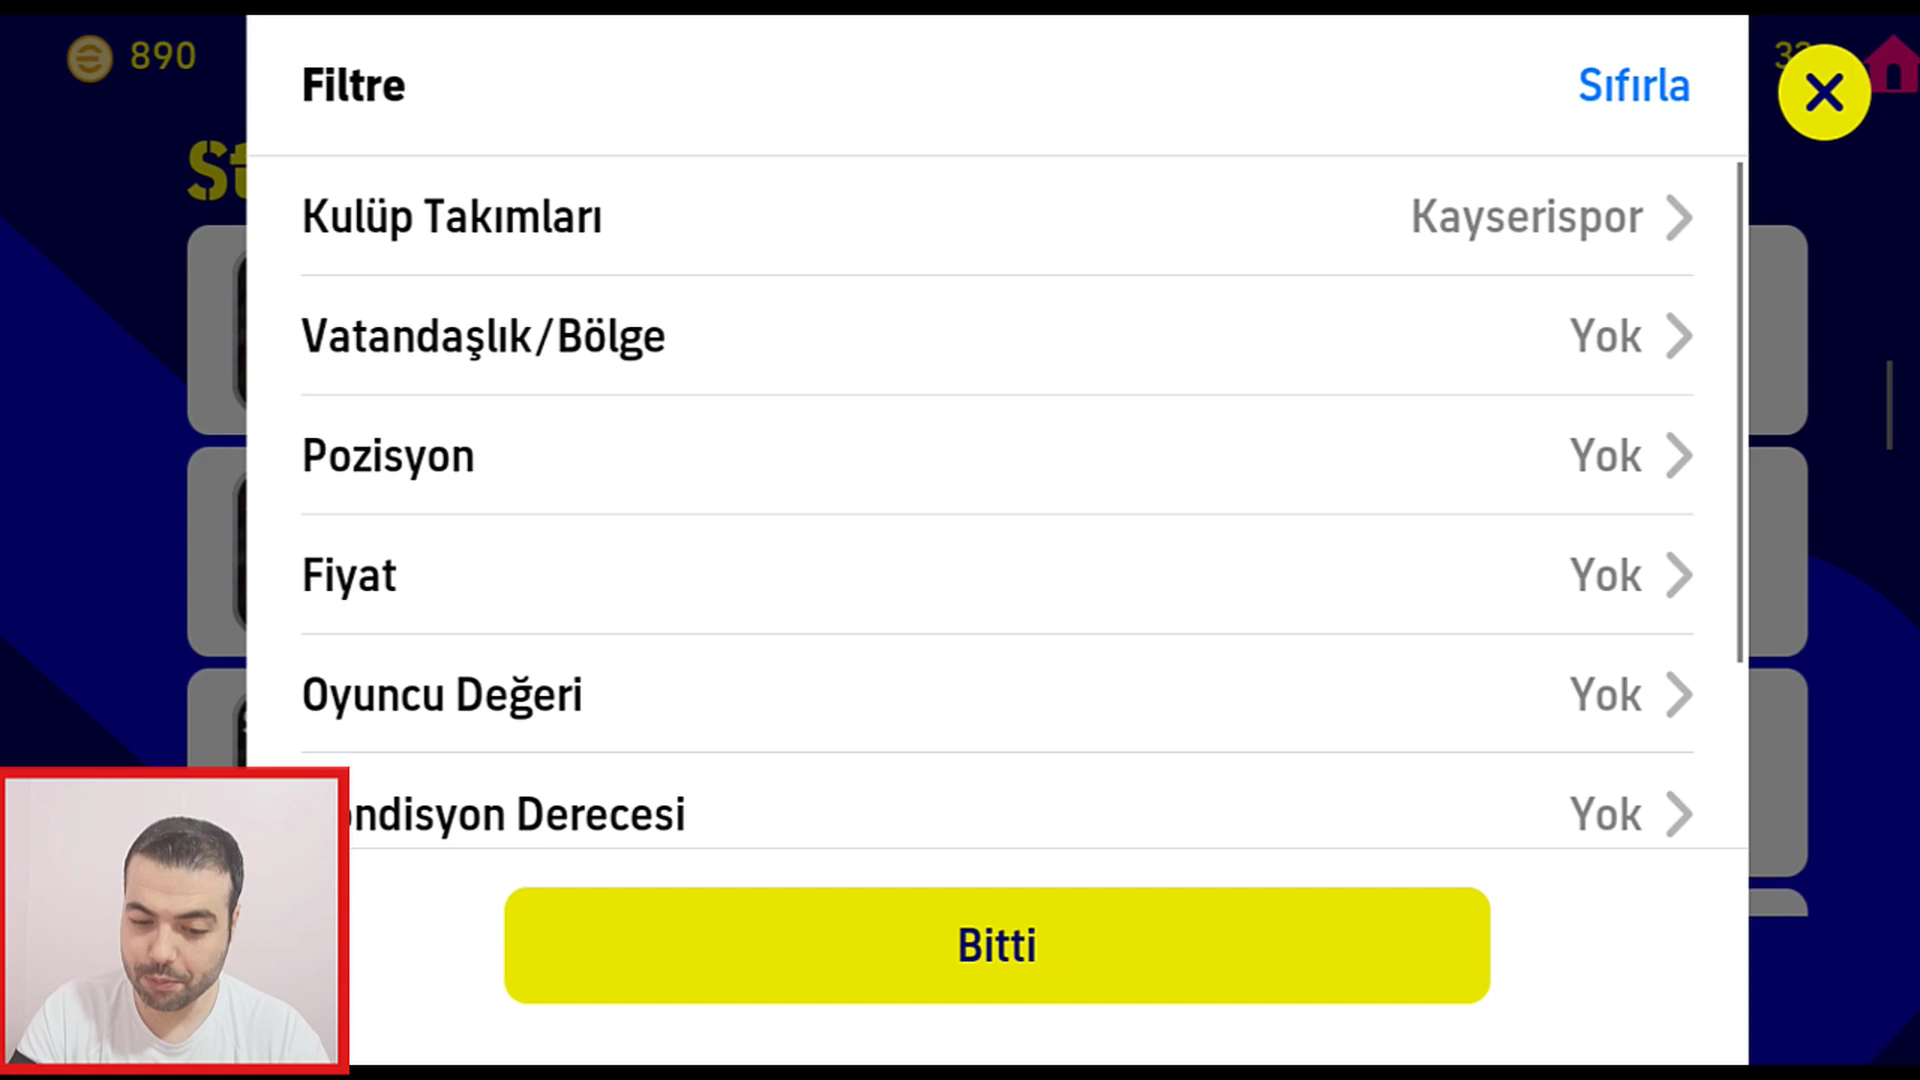 890
Filtre
Sıfırla
Kulüp Takımları
Kayserispor
Vatandaşlık/Bölge
Yok
Pozisyon
Yok
Fiyat
Yok
Oyuncu Değeri
Yok
ondisyon Derecesi
Yok
Bitti